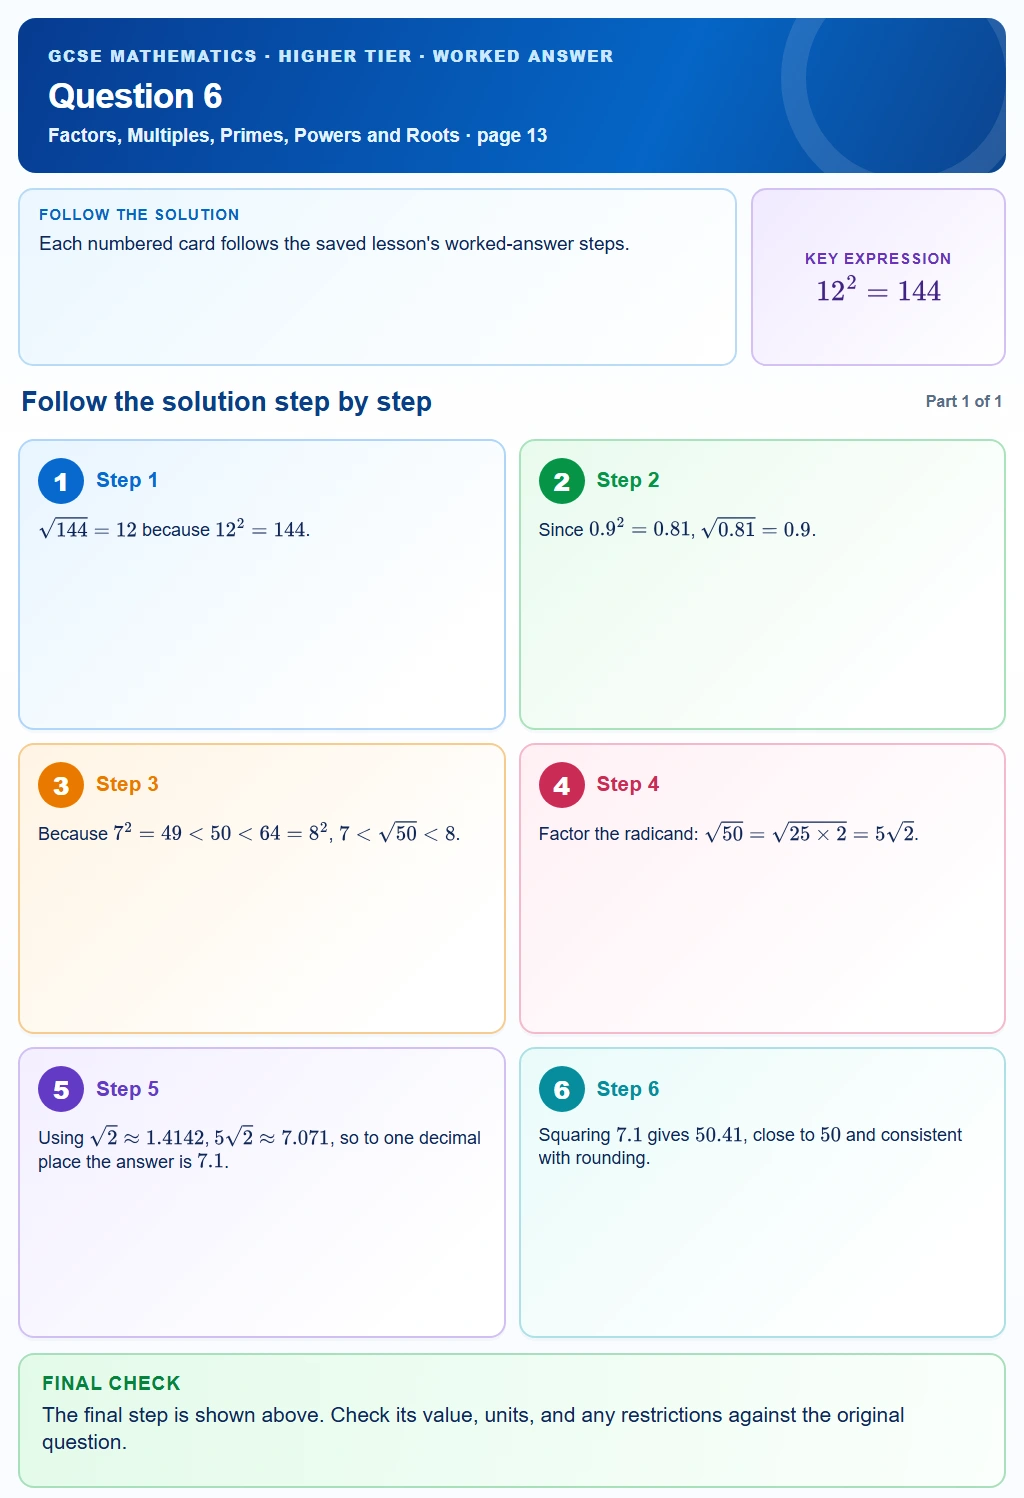 GCSE MATHEMATICS · HIGHER TIER · WORKED ANSWER
Question 6
Factors, Multiples, Primes, Powers and Roots · page 13
FOLLOW THE SOLUTION
Each numbered card follows the saved lesson's worked-answer steps.
KEY EXPRESSION
12² = 144
Follow the solution step by step
Part 1 of 1
1 Step 1
√144 = 12 because 12² = 144.
2 Step 2
Since 0.9² = 0.81, √0.81 = 0.9.
3 Step 3
Because 7² = 49 < 50 < 64 = 8², 7 < √50 < 8.
4 Step 4
Factor the radicand: √50 = √25 × 2 = 5√2.
5 Step 5
Using √2 ≈ 1.4142, 5√2 ≈ 7.071, so to one decimal
place the answer is 7.1.
6 Step 6
Squaring 7.1 gives 50.41, close to 50 and consistent
with rounding.
FINAL CHECK
The final step is shown above. Check its value, units, and any restrictions against the original
question.